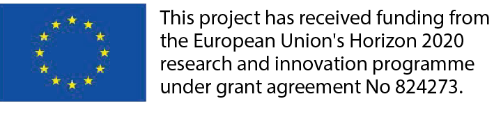 This project has received funding from
the European Union's Horizon 2020
research and innovation programme
under grant agreement No 824273.